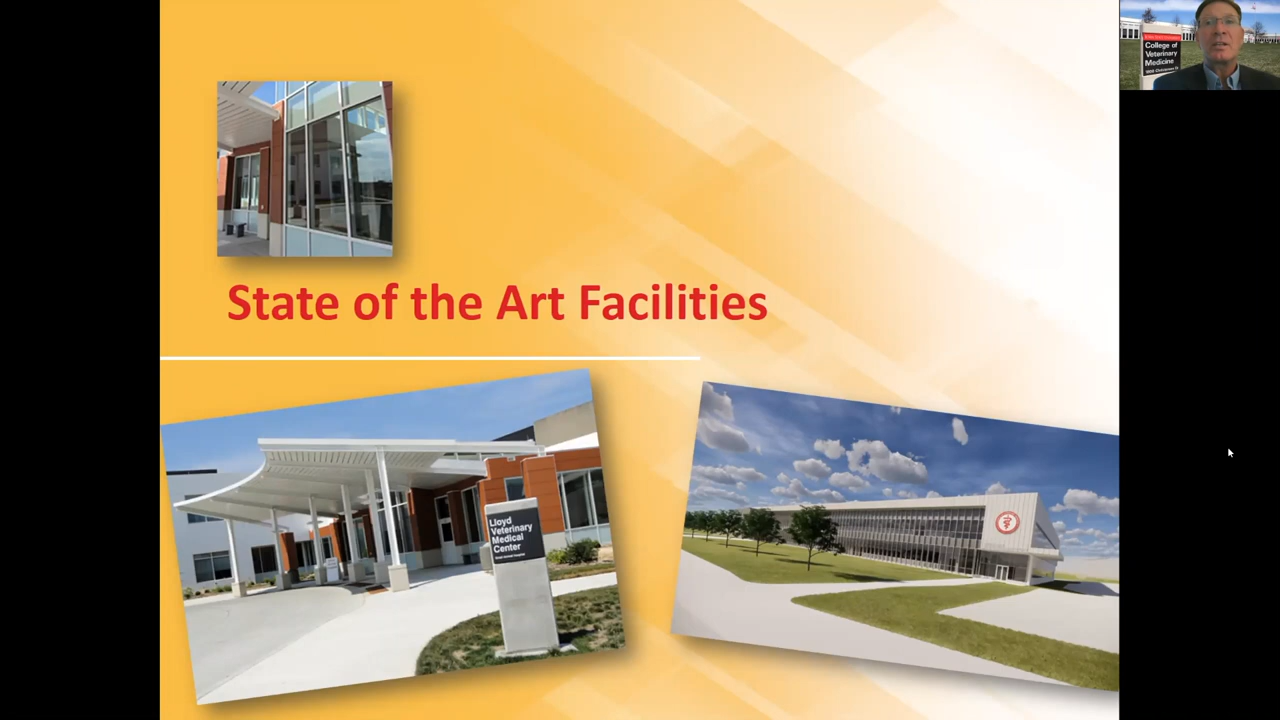 State of the Art Facilities
Lloyd
Veterinary
Medical
Center
College of
Veterinary
Medicine